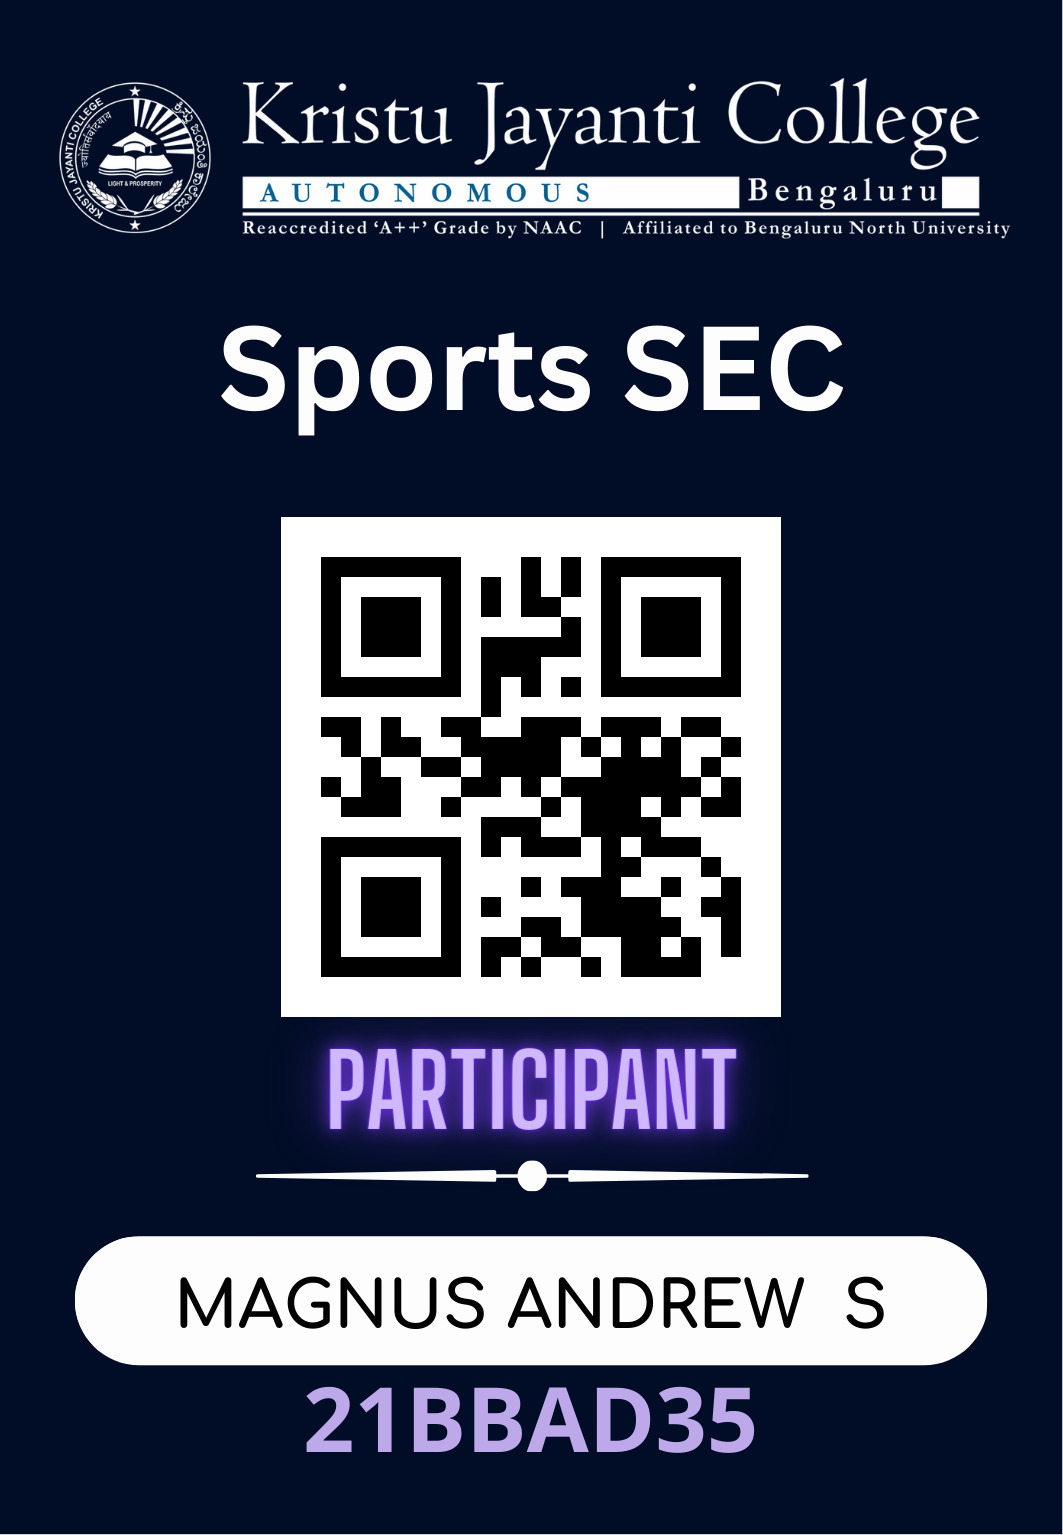 KRISTU JAYANTI COLLEGE
ಕ್ರಿಸ್ತು ಜಯಂತಿ ಕಾಲೇಜು
LIGHT & PROSPERITY
Kristu Jayanti College
AUTONOMOUS Bengaluru
Reaccredited ‘A++’ Grade by NAAC | Affiliated to Bengaluru North University
Sports SEC
PARTICIPANT
MAGNUS ANDREW S
21BBAD35